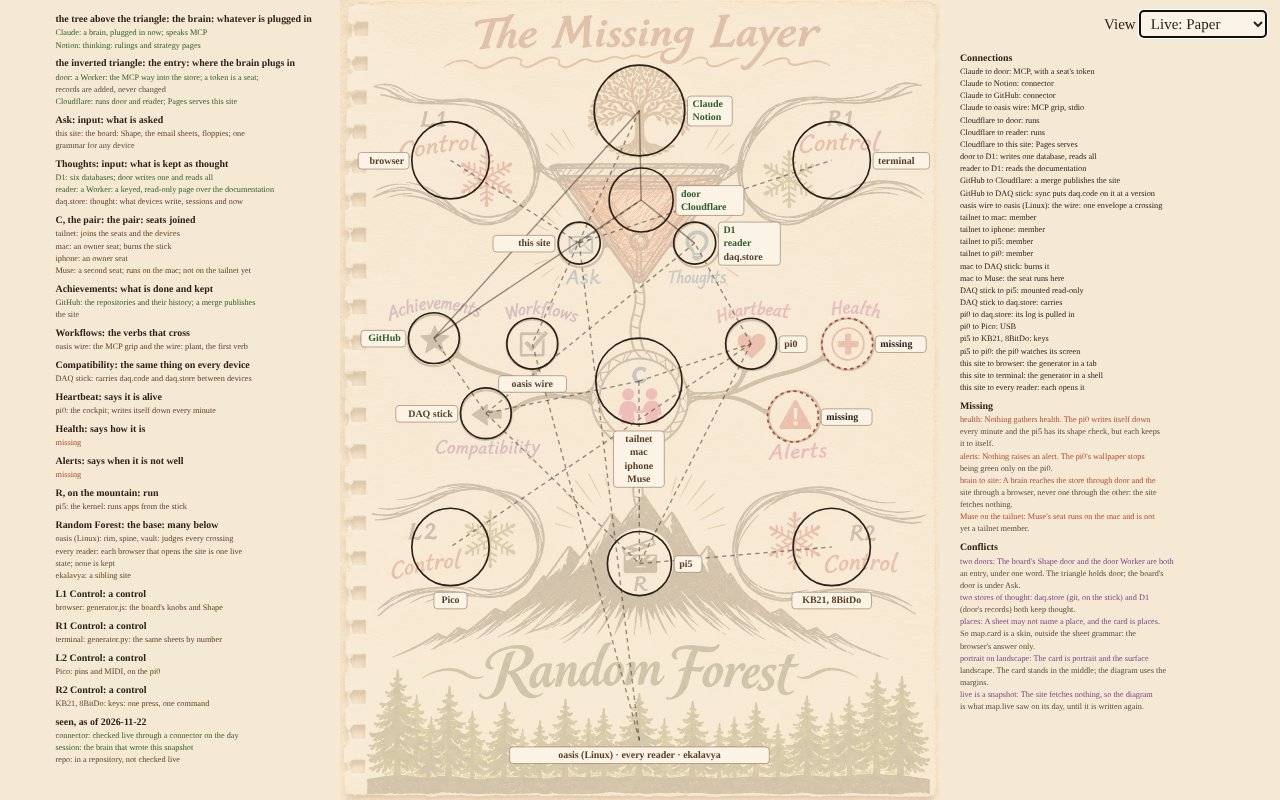 the tree above the triangle: the brain: whatever is plugged in
Claude: a brain, plugged in now; speaks MCP
Notion: thinking: rulings and strategy pages
the inverted triangle: the entry: where the brain plugs in
door: a Worker: the MCP way into the store; a token is a seat;
records are added, never changed
Cloudflare: runs door and reader; Pages serves this site
Ask: input: what is asked
this site: the board: Shape, the email sheets, floppies; one
grammar for any device
Thoughts: input: what is kept as thought
D1: six databases; door writes one and reads all
reader: a Worker: a keyed, read-only page over the documentation
daq.store: thought: what devices write, sessions and now
C, the pair: the pair: seats joined
tailnet: joins the seats and the devices
mac: an owner seat; burns the stick
iphone: an owner seat
Muse: a second seat; runs on the mac; not on the tailnet yet
Achievements: what is done and kept
GitHub: the repositories and their history; a merge publishes
the site
Workflows: the verbs that cross
oasis wire: the MCP grip and the wire: plant, the first verb
Compatibility: the same thing on every device
DAQ stick: carries daq.code and daq.store between devices
Heartbeat: says it is alive
pi0: the cockpit; writes itself down every minute
Health: says how it is
missing
Alerts: says when it is not well
missing
R, on the mountain: run
pi5: the kernel: runs apps from the stick
Random Forest: the base; many below
oasis (Linux): rim, spine, vault: judges every crossing
every reader: each browser that opens the site is one live
state; none is kept
ekalavya: a sibling site
L1 Control: a control
browser: generator.js: the board's knobs and Shape
R1 Control: a control
terminal: generator.py: the same sheets by number
L2 Control: a control
Pico: pins and MIDI, on the pi0
R2 Control: a control
KB21, 8BitDo: keys: one press, one command
seen, as of 2026-11-22
connector: checked live through a connector on the day
session: the brain that wrote this snapshot
repo: in a repository, not checked live
The Missing Layer
L1
Control
R1
Control
Claude
Notion
browser
terminal
door
Cloudflare
this site
D1
reader
daq.store
Ask
Thoughts
Achievements
Workflows
Heartbeat
Health
GitHub
pi0
missing
oasis wire
C
DAQ stick
missing
Compatibility
Alerts
tailnet
mac
iphone
Muse
L2
Control
R2
Control
pi5
R
Pico
KB21, 8BitDo
Random Forest
oasis (Linux) · every reader · ekalavya
View
Live: Paper
Connections
Claude to door: MCP, with a seat's token
Claude to Notion: connector
Claude to GitHub: connector
Claude to oasis wire: MCP grip, stdio
Cloudflare to door: runs
Cloudflare to reader: runs
Cloudflare to this site: Pages serves
door to D1: writes one database, reads all
reader to D1: reads the documentation
GitHub to Cloudflare: a merge publishes the site
GitHub to DAQ stick: sync puts daq.code on it at a version
oasis wire to oasis (Linux): the wire: one envelope a crossing
tailnet to mac: member
tailnet to iphone: member
tailnet to pi5: member
tailnet to pi0: member
mac to DAQ stick: burns it
mac to Muse: the seat runs here
DAQ stick to pi5: mounted read-only
DAQ stick to daq.store: carries
pi0 to daq.store: its log is pulled in
pi0 to Pico: USB
pi5 to KB21, 8BitDo: keys
pi5 to pi0: the pi0 watches its screen
this site to browser: the generator in a tab
this site to terminal: the generator in a shell
this site to every reader: each opens it
Missing
health: Nothing gathers health. The pi0 writes itself down
every minute and the pi5 has its shape check, but each keeps
it to itself.
alerts: Nothing raises an alert. The pi0's wallpaper stops
being green only on the pi0.
brain to site: A brain reaches the store through door and the
site through a browser, never one through the other: the site
fetches nothing.
Muse on the tailnet: Muse's seat runs on the mac and is not
yet a tailnet member.
Conflicts
two doors: The board's Shape door and the door Worker are both
an entry, under one word. The triangle holds door; the board's
door is under Ask.
two stores of thought: daq.store (git, on the stick) and D1
(door's records) both keep thought.
places: A sheet may not name a place, and the card is places.
So map.card is a skin, outside the sheet grammar: the
browser's answer only.
portrait on landscape: The card is portrait and the surface
landscape. The card stands in the middle; the diagram uses the
margins.
live is a snapshot: The site fetches nothing, so the diagram
is what map.live saw on its day, until it is written again.